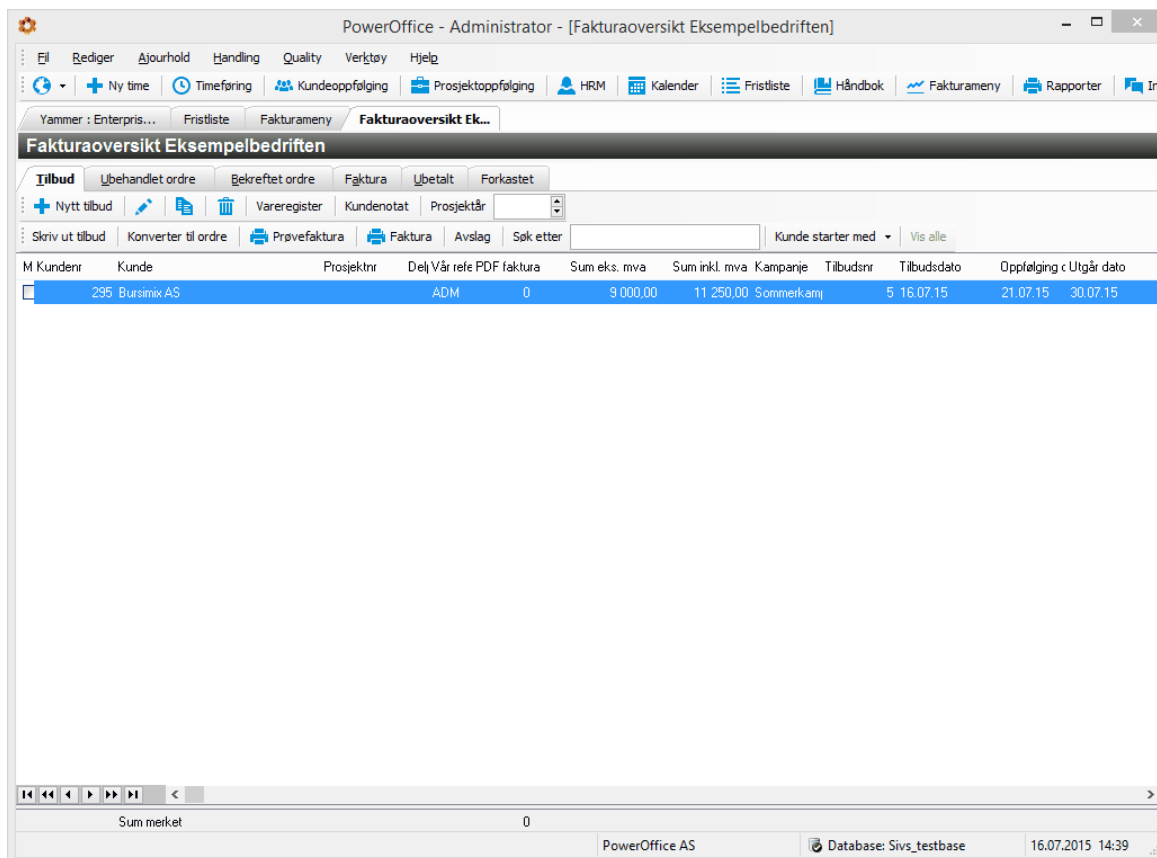 PowerOffice - Administrator - [Fakturaoversikt Eksempelbedriften]
Fil Rediger Ajourhold Handling Quality Verktøy Hjelp
Ny time Timeføring Kundeoppfølging Prosjektoppfølging HRM Kalender Fristliste Håndbok Fakturameny Rapporter In
Yammer : Enterpris... Fristliste Fakturameny Fakturaoversikt Ek...
Fakturaoversikt Eksempelbedriften
Tilbud Ubehandlet ordre Bekreftet ordre Faktura Ubetalt Forkastet
Nytt tilbud Vareregister Kundenotat Prosjektår
Skriv ut tilbud Konverter til ordre Prøvefaktura Faktura Avslag Søk etter Kunde starter med Vis alle
M Kundenr Kunde Prosjektnr Delp Vår refe PDF faktura Sum eks. mva Sum inkl. mva Kampanje Tilbudsnr Tilbudsdato Oppfølging d Utgår dato
295 Bursimix AS ADM 0 9 000,00 11 250,00 Sommerkamp 5 16.07.15 21.07.15 30.07.15
Sum merket 0
PowerOffice AS Database: Sivs_testbase 16.07.2015 14:39